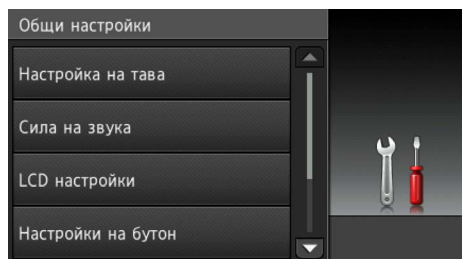 Общи настройки
Настройка на тава
Сила на звука
LCD настройки
Настройки на бутон